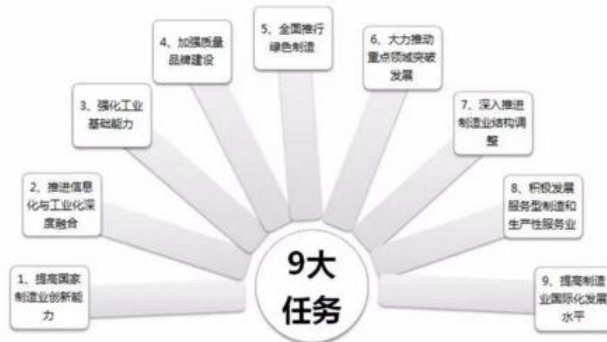 1、提高国家
制造业创新能
力
2、推进信息
化与工业化深
度融合
3、强化工业
基础能力
4、加强质量
品牌建设
5、全面推行
绿色制造
6、大力推动
重点领域突破
发展
7、深入推进
制造业结构调
整
8、积极发展
服务型制造和
生产性服务业
9、提高制造
业国际化发展
水平
9大
任务